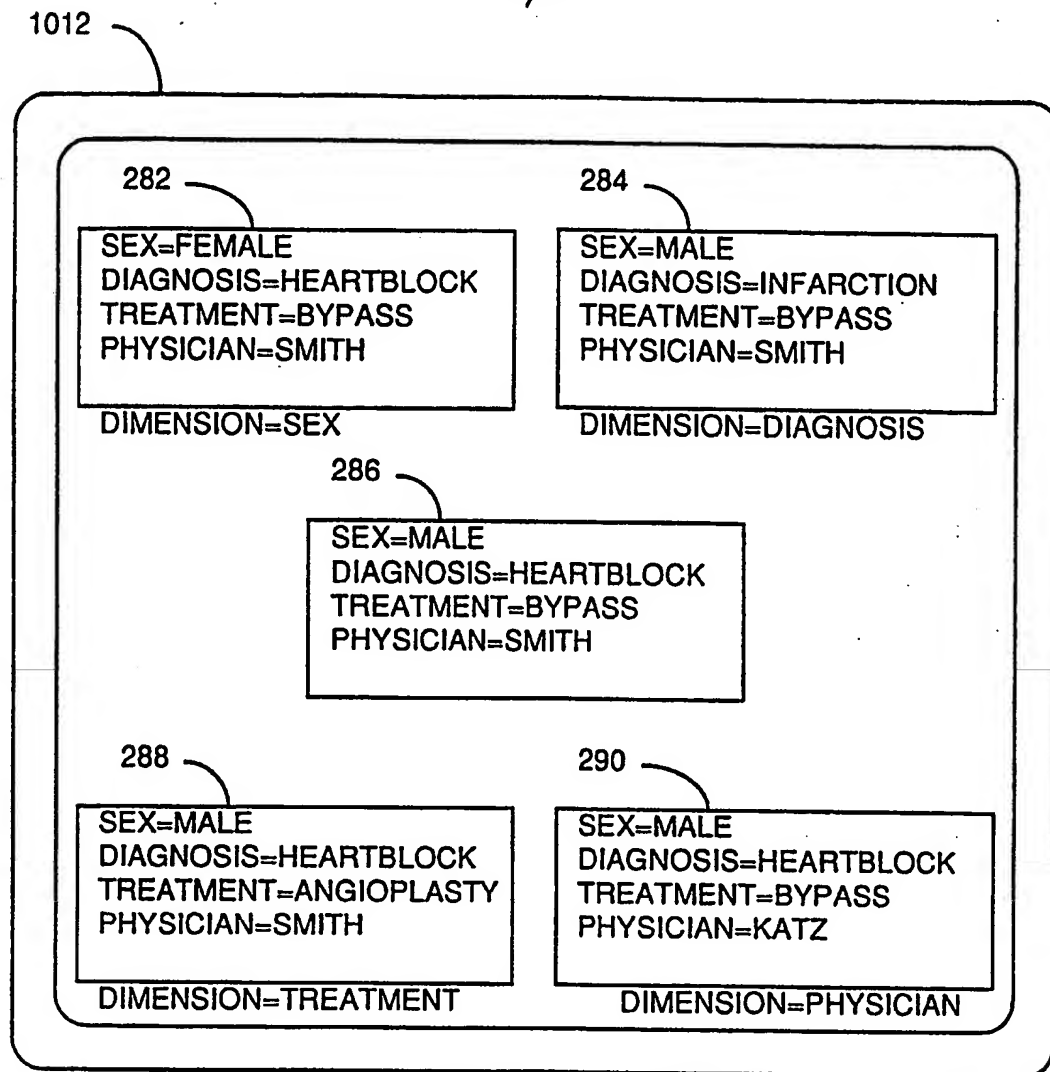 1012
282
SEX=FEMALE
DIAGNOSIS=HEARTBLOCK
TREATMENT=BYPASS
PHYSICIAN=SMITH
DIMENSION=SEX
284
SEX=MALE
DIAGNOSIS=INFARCTION
TREATMENT=BYPASS
PHYSICIAN=SMITH
DIMENSION=DIAGNOSIS
286
SEX=MALE
DIAGNOSIS=HEARTBLOCK
TREATMENT=BYPASS
PHYSICIAN=SMITH
288
SEX=MALE
DIAGNOSIS=HEARTBLOCK
TREATMENT=ANGIOPLASTY
PHYSICIAN=SMITH
DIMENSION=TREATMENT
290
SEX=MALE
DIAGNOSIS=HEARTBLOCK
TREATMENT=BYPASS
PHYSICIAN=KATZ
DIMENSION=PHYSICIAN